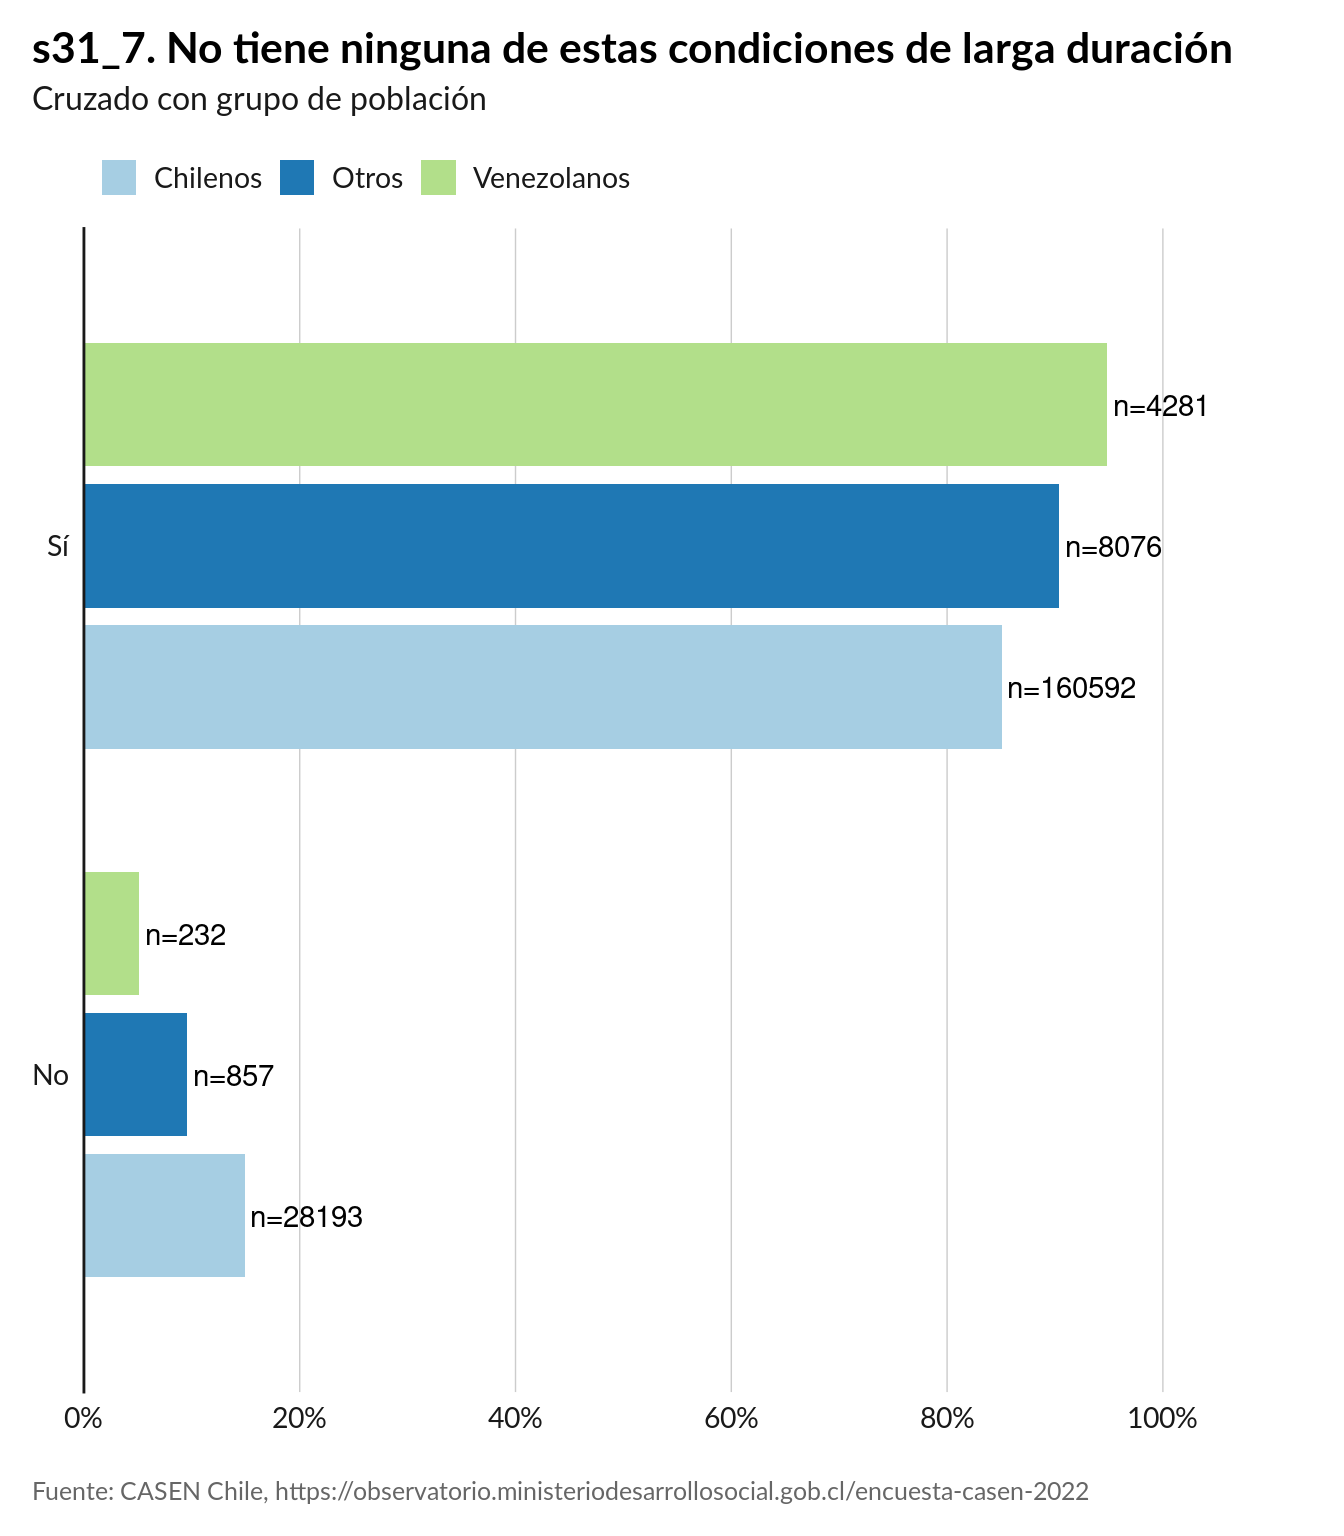 s31_7. No tiene ninguna de estas condiciones de larga duración
Cruzado con grupo de población
Chilenos Otros Venezolanos
n=4281
Sí n=8076
n=160592
n=232
No n=857
n=28193
0% 20% 40% 60% 80% 100%
Fuente: CASEN Chile, https://observatorio.ministeriodesarrollosocial.gob.cl/encuesta-casen-2022